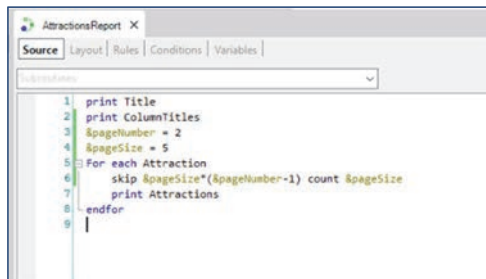 AttractionsReport X
Source | Layout | Rules | Conditions | Variables |
Subroutines
1 print Title
2 print ColumnTitles
3 &pageNumber = 2
4 &pageSize = 5
5 For each Attraction
6 skip &pageSize*(&pageNumber-1) count &pageSize
7 print Attractions
8 endfor
9